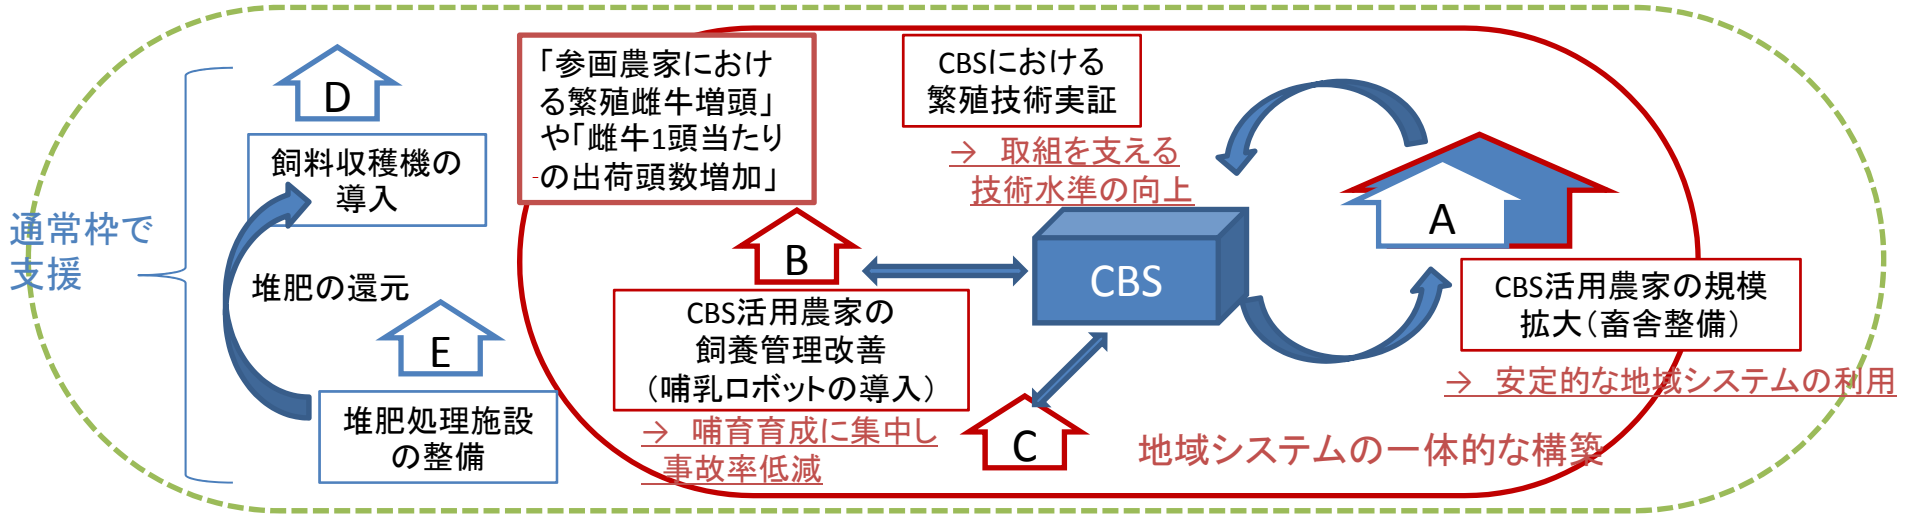 通常枠で
支援
D
飼料収穫機の
導入
堆肥の還元
E
堆肥処理施設
の整備
「参画農家におけ
る繁殖雌牛増頭」
や「雌牛1頭当たり
の出荷頭数増加」
CBSにおける
繁殖技術実証
→ 取組を支える
技術水準の向上
B
CBS活用農家の
飼養管理改善
（哺乳ロボットの導入）
→ 哺育育成に集中し
事故率低減
CBS
C
A
CBS活用農家の規模
拡大（畜舎整備）
→ 安定的な地域システムの利用
地域システムの一体的な構築